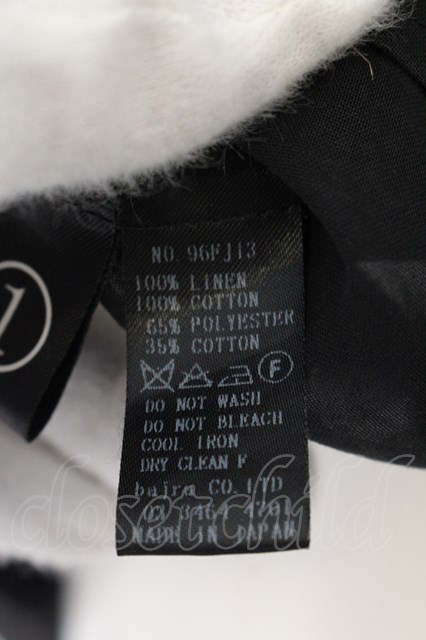 NO 96FJ13
100% LINEN
100% COTTON
65% POLYESTER
35% COTTON
F
DO NOT WASH
DO NOT BLEACH
COOL IRON
DRY CLEAN F
CO.LTD
MADE IN JAPAN
1
closetchild